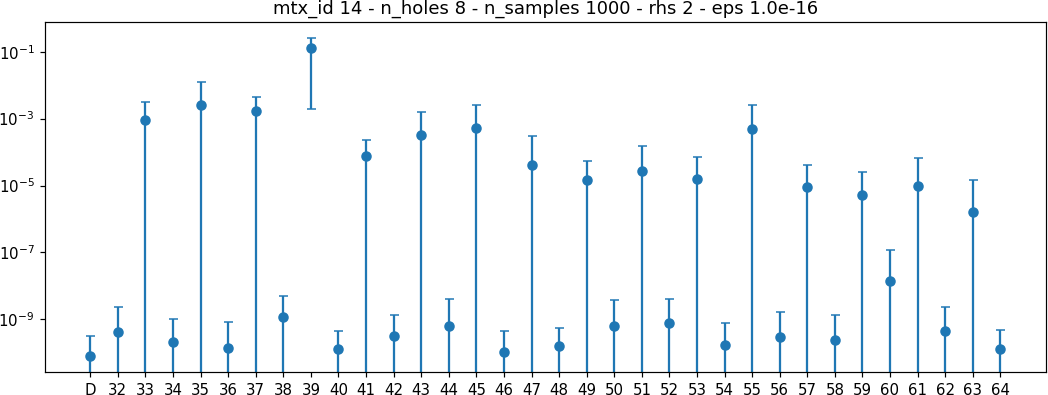 mtx_id 14 - n_holes 8 - n_samples 1000 - rhs 2 - eps 1.0e-16
10⁻¹
10⁻³
10⁻⁵
10⁻⁷
10⁻⁹
D 32 33 34 35 36 37 38 39 40 41 42 43 44 45 46 47 48 49 50 51 52 53 54 55 56 57 58 59 60 61 62 63 64